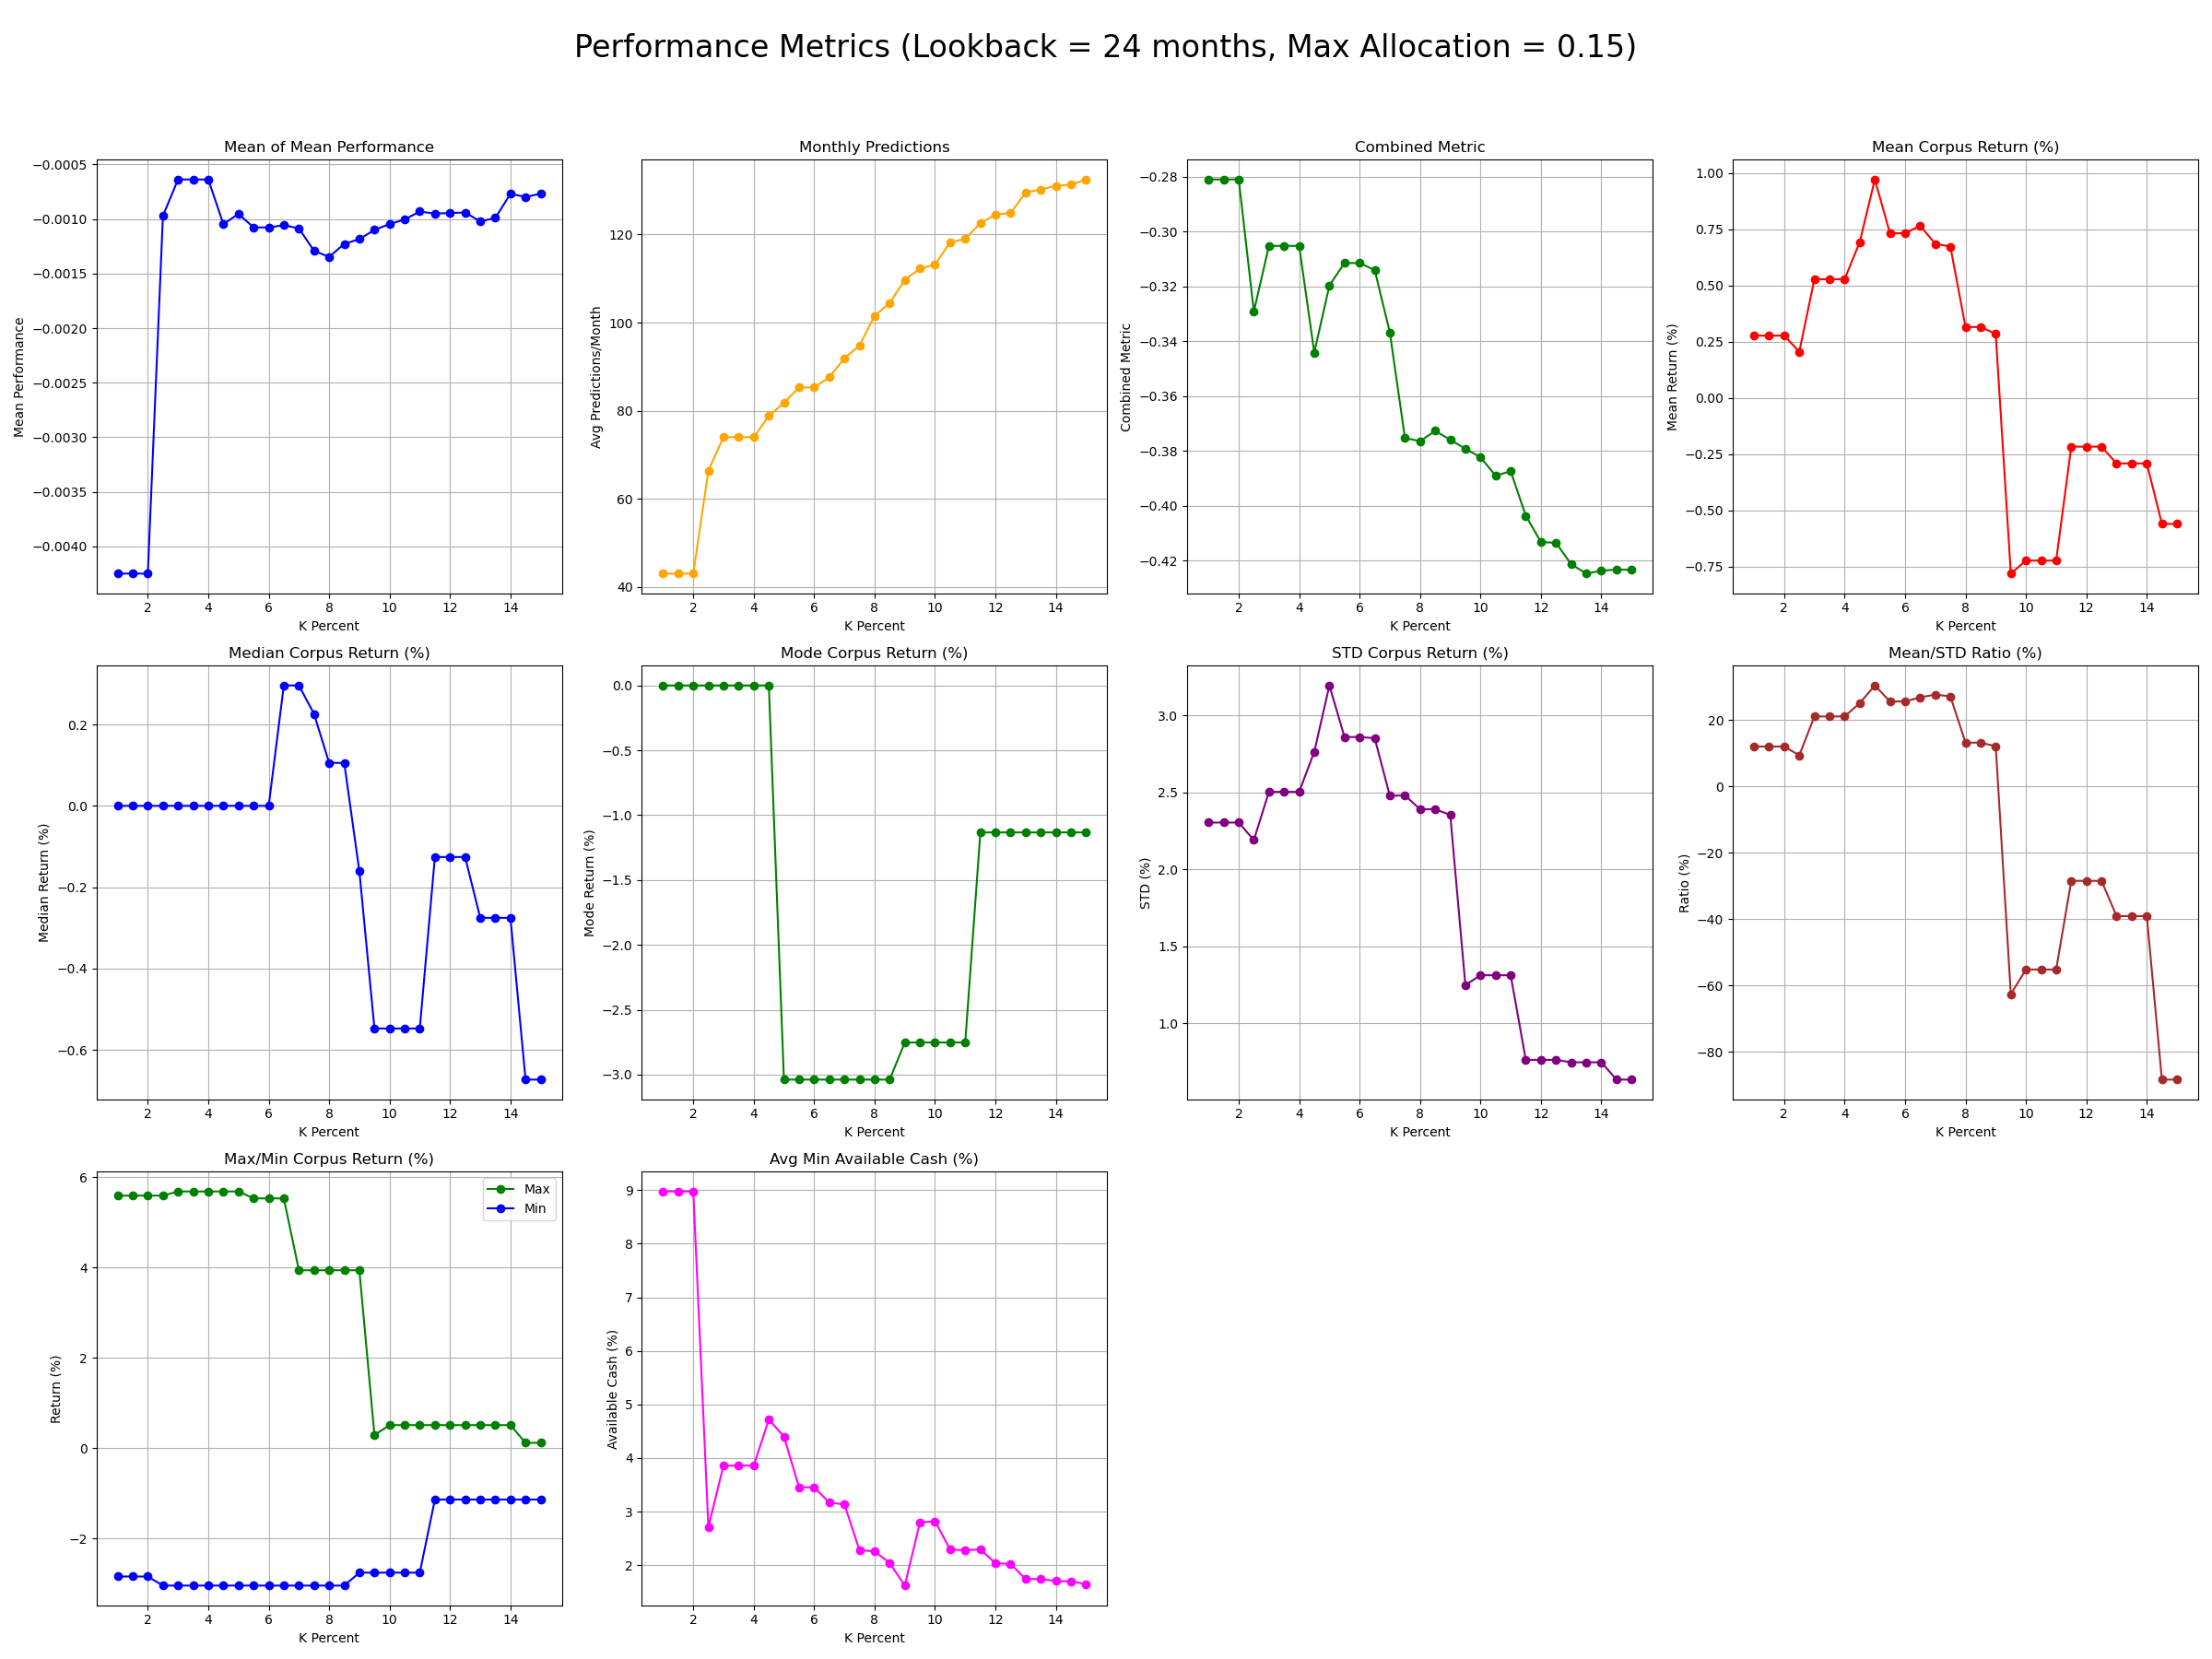 Performance Metrics (Lookback = 24 months, Max Allocation = 0.15)
Mean of Mean Performance
Mean Performance
−0.0005
−0.0010
−0.0015
−0.0020
−0.0025
−0.0030
−0.0035
−0.0040
2 4 6 8 10 12 14
K Percent
Monthly Predictions
Avg Predictions/Month
120
100
80
60
40
2 4 6 8 10 12 14
K Percent
Combined Metric
Combined Metric
−0.28
−0.30
−0.32
−0.34
−0.36
−0.38
−0.40
−0.42
2 4 6 8 10 12 14
K Percent
Mean Corpus Return (%)
Mean Return (%)
1.00
0.75
0.50
0.25
0.00
−0.25
−0.50
−0.75
2 4 6 8 10 12 14
K Percent
Median Corpus Return (%)
Median Return (%)
0.2
0.0
−0.2
−0.4
−0.6
2 4 6 8 10 12 14
K Percent
Mode Corpus Return (%)
Mode Return (%)
0.0
−0.5
−1.0
−1.5
−2.0
−2.5
−3.0
2 4 6 8 10 12 14
K Percent
STD Corpus Return (%)
STD (%)
3.0
2.5
2.0
1.5
1.0
2 4 6 8 10 12 14
K Percent
Mean/STD Ratio (%)
Ratio (%)
20
0
−20
−40
−60
−80
2 4 6 8 10 12 14
K Percent
Max/Min Corpus Return (%)
Return (%)
6
4
2
0
−2
Max
Min
2 4 6 8 10 12 14
K Percent
Avg Min Available Cash (%)
Available Cash (%)
9
8
7
6
5
4
3
2
2 4 6 8 10 12 14
K Percent